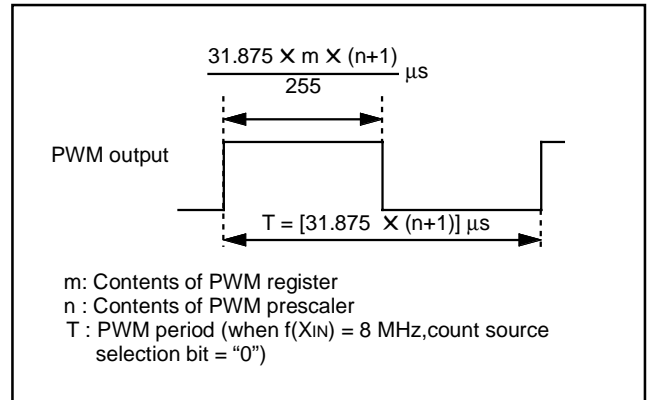 31.875 × m × (n+1)
255
μs
PWM output
T = [31.875 × (n+1)] μs
m: Contents of PWM register
n : Contents of PWM prescaler
T : PWM period (when f(XIN) = 8 MHz,count source
selection bit = “0”)